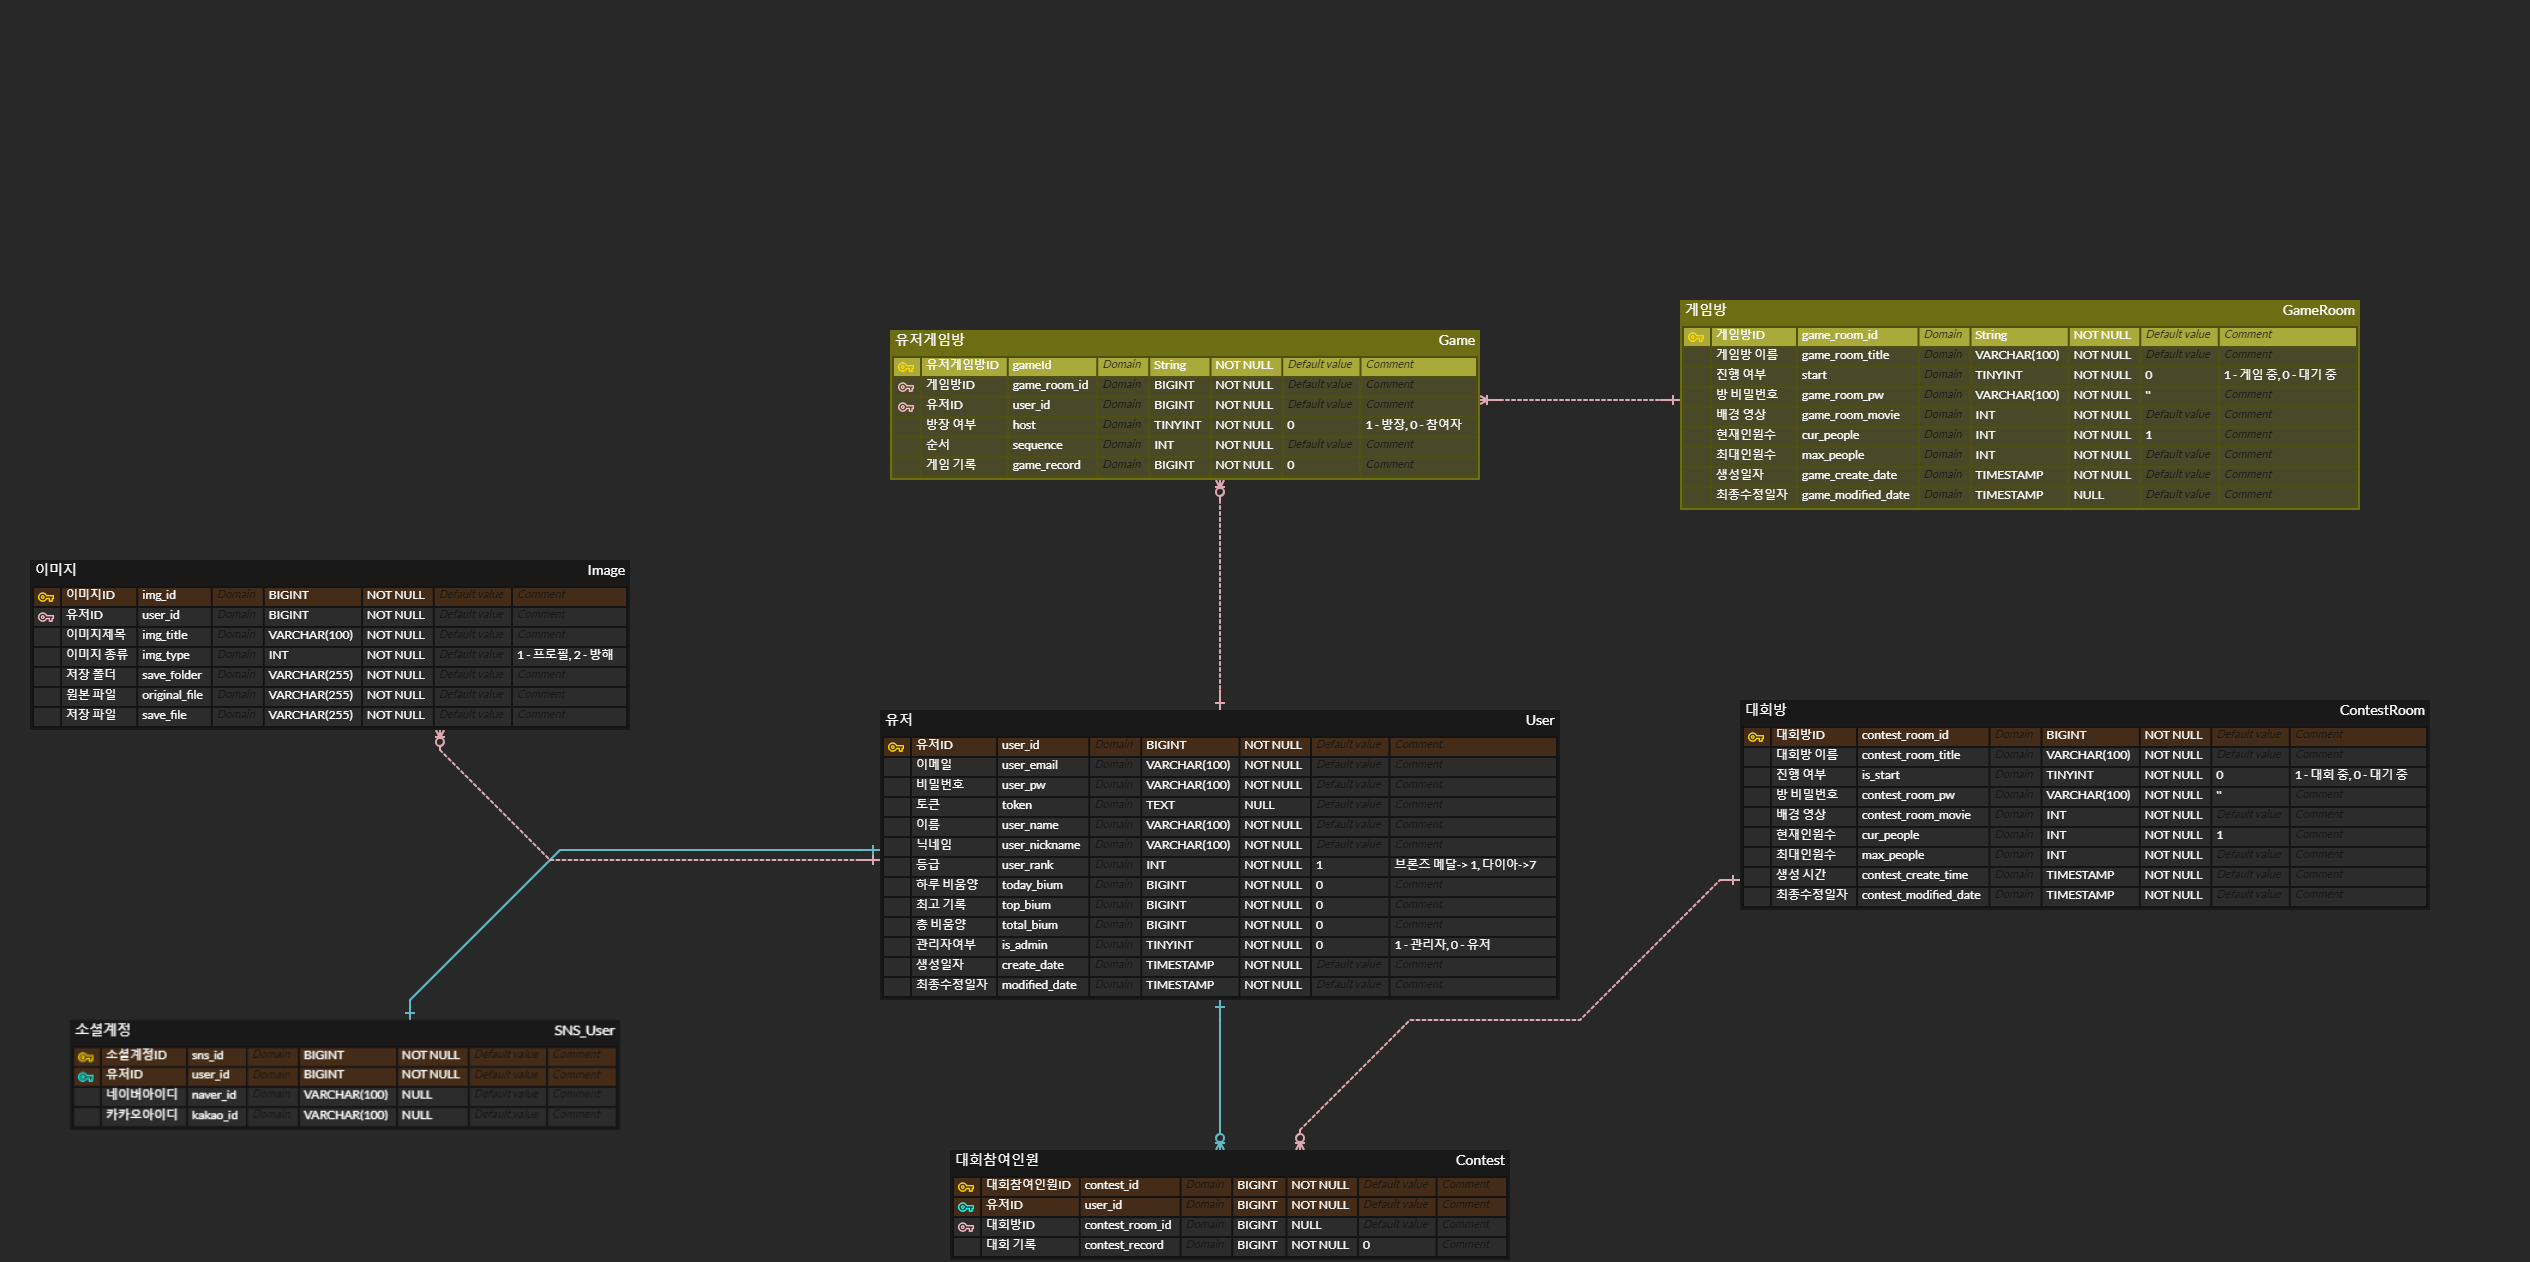 게임방 GameRoom
게임방ID game_room_id Domain String NOT NULL Default value Comment
게임방 이름 game_room_title Domain VARCHAR(100) NOT NULL Default value Comment
진행 여부 start Domain TINYINT NOT NULL 0 1 - 게임 중, 0 - 대기 중
방 비밀번호 game_room_pw Domain VARCHAR(100) NOT NULL '' Comment
배경 영상 game_room_movie Domain INT NOT NULL Default value Comment
현재인원수 cur_people Domain INT NOT NULL 1 Comment
최대인원수 max_people Domain INT NOT NULL Default value Comment
생성일자 game_create_date Domain TIMESTAMP NOT NULL Default value Comment
최종수정일자 game_modified_date Domain TIMESTAMP NULL Default value Comment
유저게임방 Game
유저게임방ID gameId Domain String NOT NULL Default value Comment
게임방ID game_room_id Domain BIGINT NOT NULL Default value Comment
유저ID user_id Domain BIGINT NOT NULL Default value Comment
방장 여부 host Domain TINYINT NOT NULL 0 1 - 방장, 0 - 참여자
순서 sequence Domain INT NOT NULL Default value Comment
게임 기록 game_record Domain BIGINT NOT NULL 0 Comment
이미지 Image
이미지ID img_id Domain BIGINT NOT NULL Default value Comment
유저ID user_id Domain BIGINT NOT NULL Default value Comment
이미지제목 img_title Domain VARCHAR(100) NOT NULL Default value Comment
이미지 종류 img_type Domain INT NOT NULL Default value 1 - 프로필, 2 - 방해
저장 폴더 save_folder Domain VARCHAR(255) NOT NULL Default value Comment
원본 파일 original_file Domain VARCHAR(255) NOT NULL Default value Comment
저장 파일 save_file Domain VARCHAR(255) NOT NULL Default value Comment
유저 User
유저ID user_id Domain BIGINT NOT NULL Default value Comment
이메일 user_email Domain VARCHAR(100) NOT NULL Default value Comment
비밀번호 user_pw Domain VARCHAR(100) NOT NULL Default value Comment
토큰 token Domain TEXT NULL Default value Comment
이름 user_name Domain VARCHAR(100) NOT NULL Default value Comment
닉네임 user_nickname Domain VARCHAR(100) NOT NULL Default value Comment
등급 user_rank Domain INT NOT NULL 1 브론즈 메달-> 1, 다이아->7
하루 비움양 today_bium Domain BIGINT NOT NULL 0 Comment
최고 기록 top_bium Domain BIGINT NOT NULL 0 Comment
총 비움양 total_bium Domain BIGINT NOT NULL 0 Comment
관리자여부 is_admin Domain TINYINT NOT NULL 0 1 - 관리자, 0 - 유저
생성일자 create_date Domain TIMESTAMP NOT NULL Default value Comment
최종수정일자 modified_date Domain TIMESTAMP NOT NULL Default value Comment
대회방 ContestRoom
대회방ID contest_room_id Domain BIGINT NOT NULL Default value Comment
대회방 이름 contest_room_title Domain VARCHAR(100) NOT NULL Default value Comment
진행 여부 is_start Domain TINYINT NOT NULL 0 1 - 대회 중, 0 - 대기 중
방 비밀번호 contest_room_pw Domain VARCHAR(100) NOT NULL '' Comment
배경 영상 contest_room_movie Domain INT NOT NULL Default value Comment
현재인원수 cur_people Domain INT NOT NULL 1 Comment
최대인원수 max_people Domain INT NOT NULL Default value Comment
생성 시간 contest_create_time Domain TIMESTAMP NOT NULL Default value Comment
최종수정일자 contest_modified_date Domain TIMESTAMP NOT NULL Default value Comment
소셜계정 SNS_User
소셜계정ID sns_id Domain BIGINT NOT NULL Default value Comment
유저ID user_id Domain BIGINT NOT NULL Default value Comment
네이버아이디 naver_id Domain VARCHAR(100) NULL Default value Comment
카카오아이디 kakao_id Domain VARCHAR(100) NULL Default value Comment
대회참여인원 Contest
대회참여인원ID contest_id Domain BIGINT NOT NULL Default value Comment
유저ID user_id Domain BIGINT NOT NULL Default value Comment
대회방ID contest_room_id Domain BIGINT NULL Default value Comment
대회 기록 contest_record Domain BIGINT NOT NULL 0 Comment